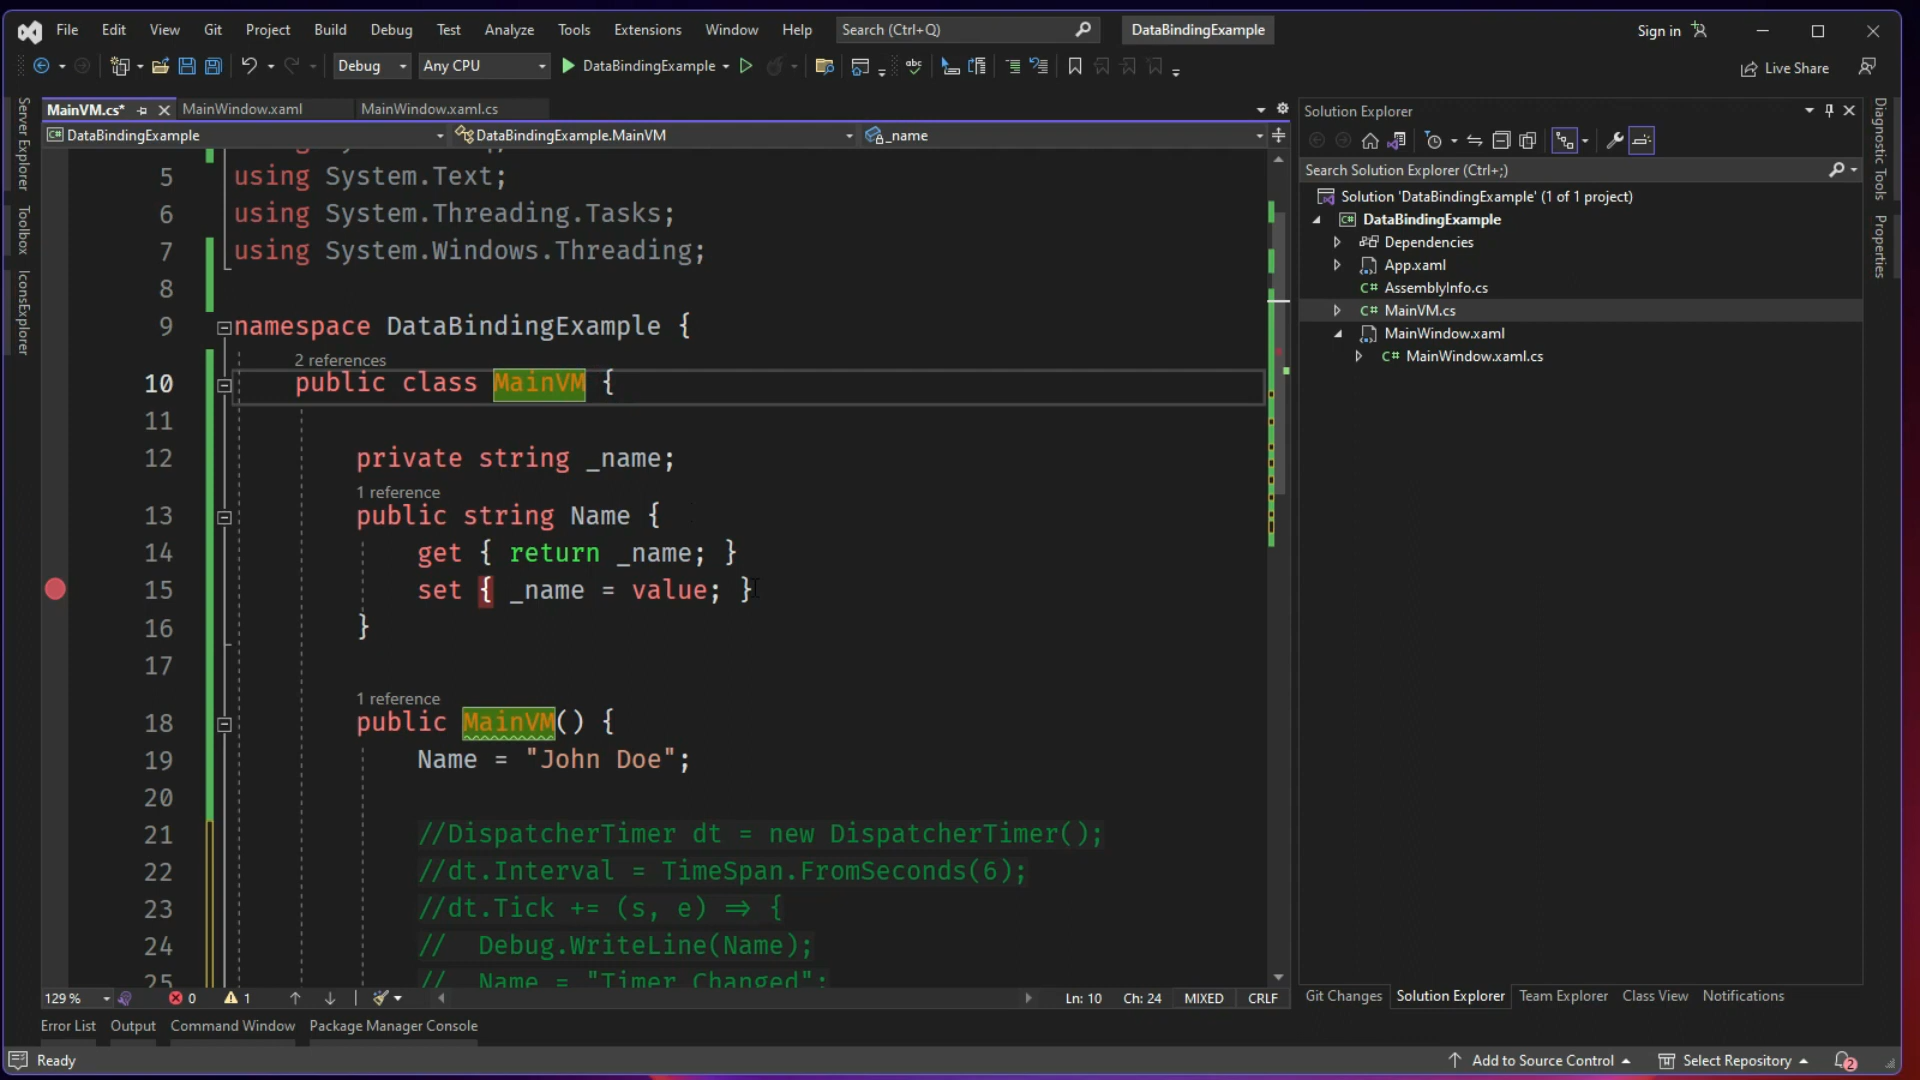 File Edit View Git Project Build Debug Test Analyze Tools Extensions Window Help Search (Ctrl+Q) DataBindingExample Sign in
Debug Any CPU DataBindingExample Live Share
MainVM.cs* MainWindow.xaml MainWindow.xaml.cs
DataBindingExample DataBindingExample.MainVM _name
Server Explorer
Toolbox
IconsExplorer
5 using System.Text;
6 using System.Threading.Tasks;
7 using System.Windows.Threading;
8
9 namespace DataBindingExample {
2 references
10 public class MainVM {
11
12 private string _name;
1 reference
13 public string Name {
14 get { return _name; }
15 set { _name = value; }
16 }
17
1 reference
18 public MainVM() {
19 Name = "John Doe";
20
21 //DispatcherTimer dt = new DispatcherTimer();
22 //dt.Interval = TimeSpan.FromSeconds(6);
23 //dt.Tick += (s, e) => {
24 // Debug.WriteLine(Name);
25 // Name = "Timer Changed";
129 % 0 1 Ln: 10 Ch: 24 MIXED CRLF
Error List Output Command Window Package Manager Console
Solution Explorer
Search Solution Explorer (Ctrl+;)
Solution 'DataBindingExample' (1 of 1 project)
C# DataBindingExample
Dependencies
App.xaml
C# AssemblyInfo.cs
C# MainVM.cs
MainWindow.xaml
C# MainWindow.xaml.cs
Git Changes Solution Explorer Team Explorer Class View Notifications
Diagnostic Tools
Properties
Ready Add to Source Control Select Repository 2